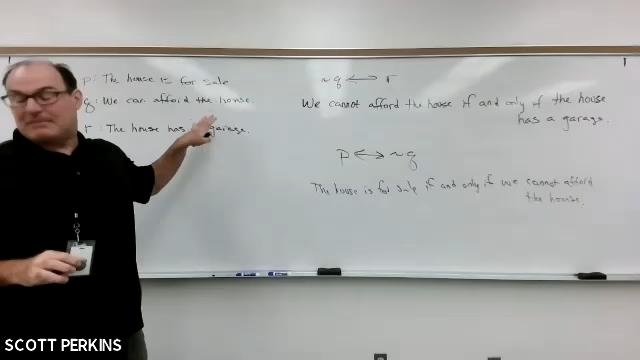 p: The house is for sale
q: We can afford the house.
r: The house has a garage.
~q ↔ r
We cannot afford the house if and only if the house
has a garage.
p ↔ ~q
The house is for sale if and only if we cannot afford
the house.
SCOTT PERKINS